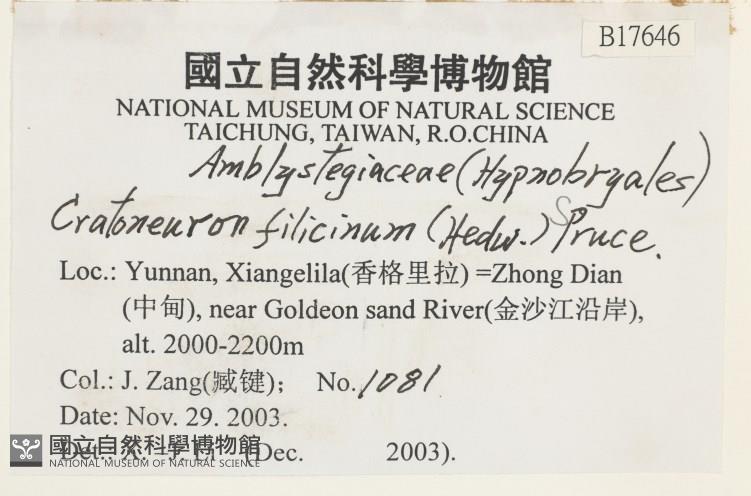 B17646
國立自然科學博物館
NATIONAL MUSEUM OF NATURAL SCIENCE
TAICHUNG, TAIWAN, R.O.CHINA
Amblystegiaceae (Hypnobryales)
Cratoneuron filicinum (Hedw.) Spruce.
Loc.: Yunnan, Xiangelila(香格里拉) =Zhong Dian
(中甸), near Goldeon sand River(金沙江沿岸),
alt. 2000-2200m
Col.: J. Zang(臧键); No. 1081
Date: Nov. 29. 2003.
Det.: (Dec. 2003).
國立自然科學博物館
NATIONAL MUSEUM OF NATURAL SCIENCE